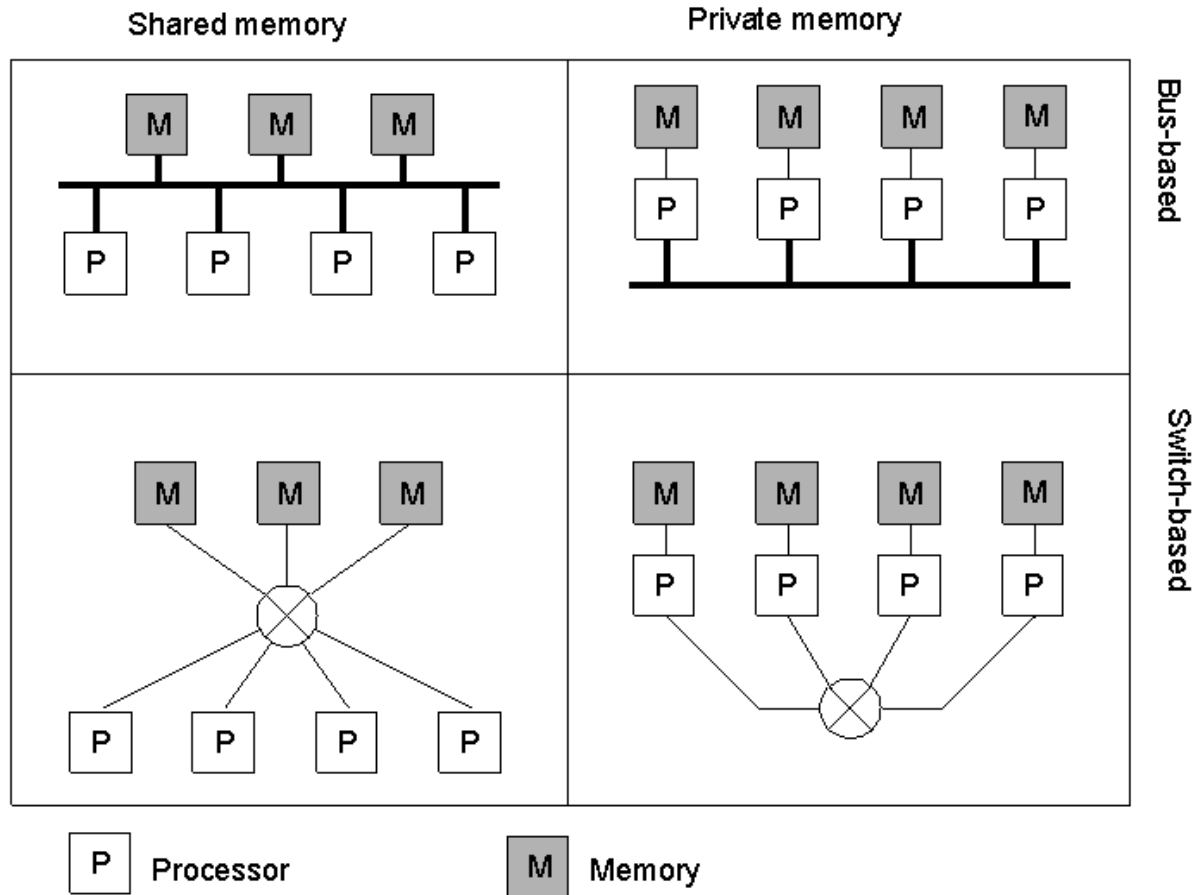 Shared memory
Private memory
Bus-based
M M M
P P P P
M M M M
P P P P
Switch-based
M M M
P P P P
M M M M
P P P P
P Processor
M Memory